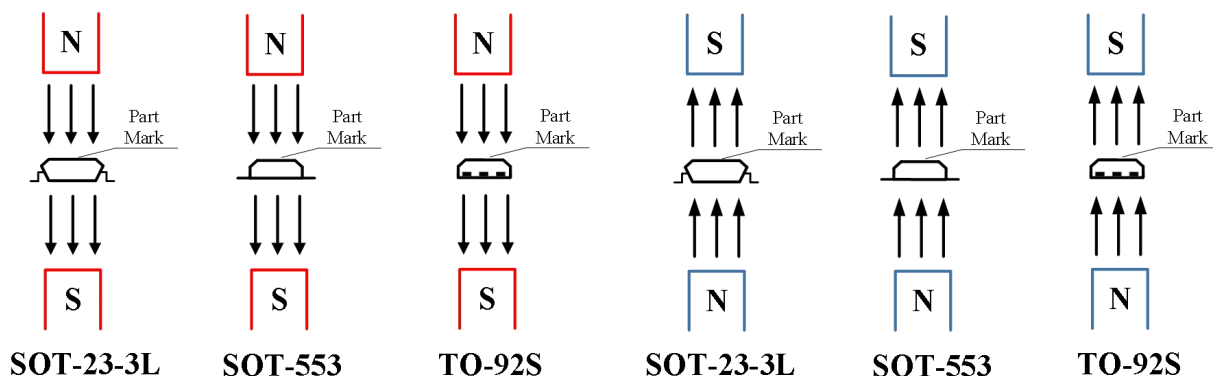 N N N S S S
Part Part Part Part Part Part
Mark Mark Mark Mark Mark Mark
S S S N N N
SOT-23-3L SOT-553 TO-92S SOT-23-3L SOT-553 TO-92S